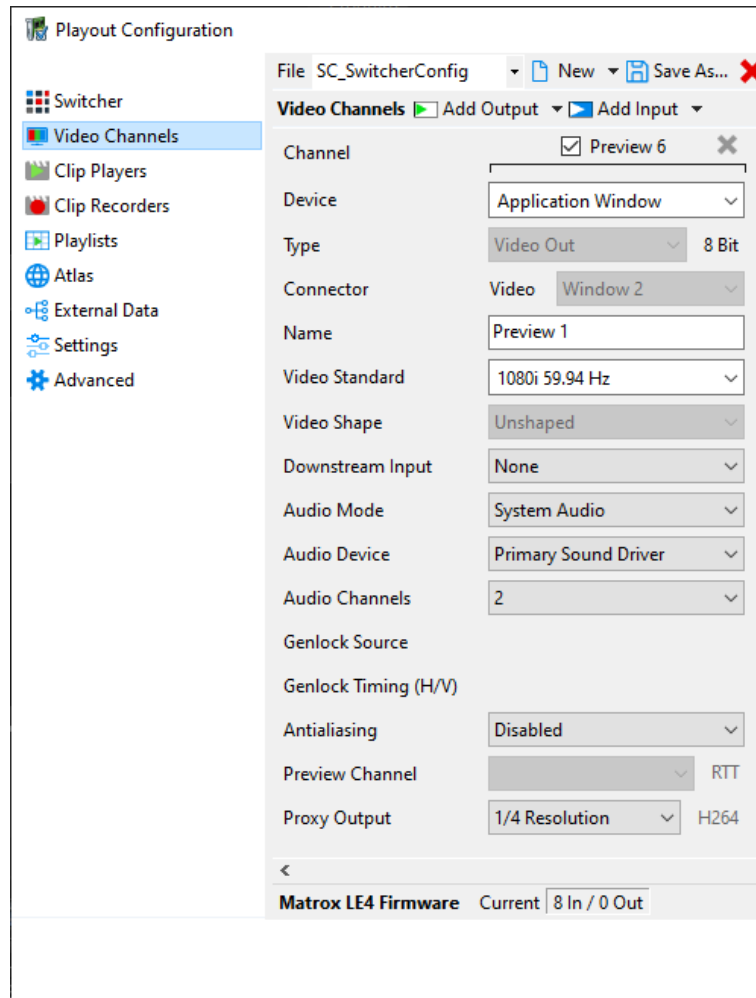 Playout Configuration
File SC_SwitcherConfig New Save As...
Switcher
Video Channels
Clip Players
Clip Recorders
Playlists
Atlas
External Data
Settings
Advanced
Video Channels Add Output Add Input
Channel Preview 6
Device Application Window
Type Video Out 8 Bit
Connector Video Window 2
Name Preview 1
Video Standard 1080i 59.94 Hz
Video Shape Unshaped
Downstream Input None
Audio Mode System Audio
Audio Device Primary Sound Driver
Audio Channels 2
Genlock Source
Genlock Timing (H/V)
Antialiasing Disabled
Preview Channel RTT
Proxy Output 1/4 Resolution H264
Matrox LE4 Firmware Current 8 In / 0 Out